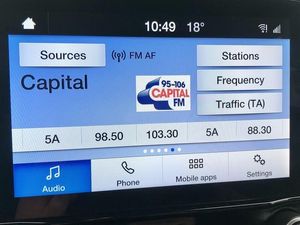 10:49 18°
Sources FM AF Stations
Capital 95-106 CAPITAL FM Frequency
Traffic (TA)
5A 98.50 103.30 5A 88.30
Audio Phone Mobile apps Settings